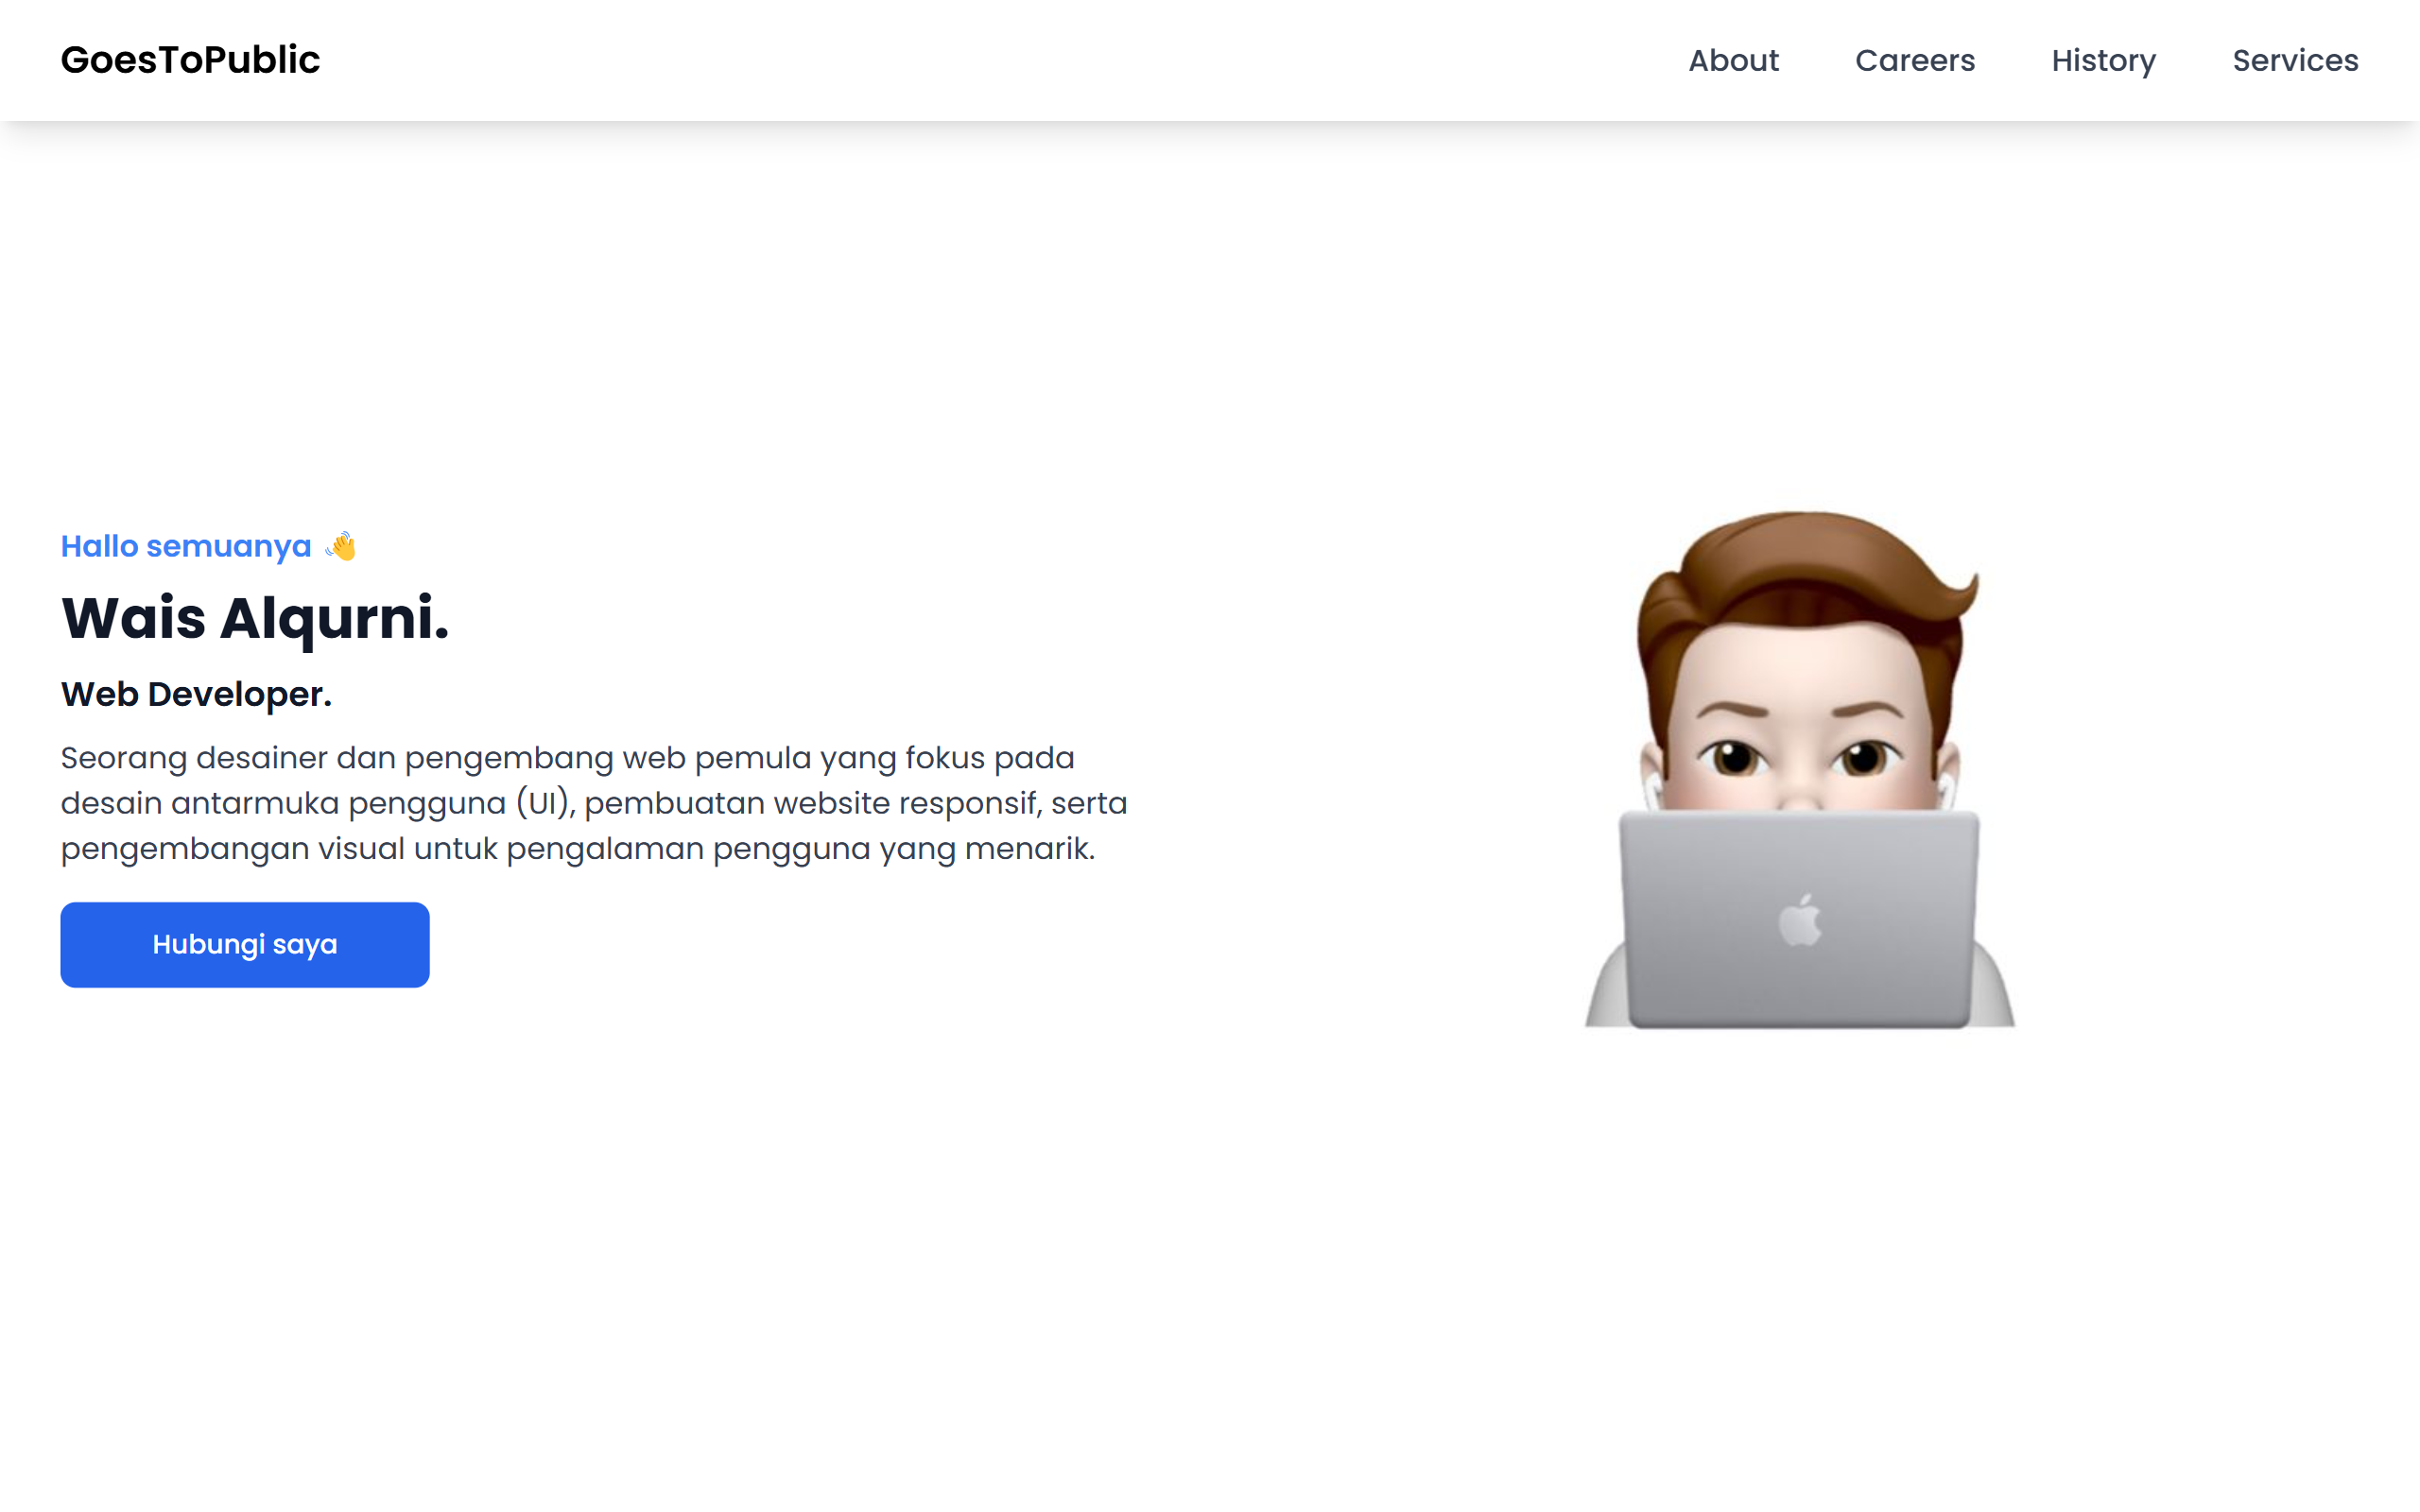 GoesToPublic
About
Careers
History
Services
Hallo semuanya 👋
Wais Alqurni.
Web Developer.
Seorang desainer dan pengembang web pemula yang fokus pada
desain antarmuka pengguna (UI), pembuatan website responsif, serta
pengembangan visual untuk pengalaman pengguna yang menarik.
Hubungi saya